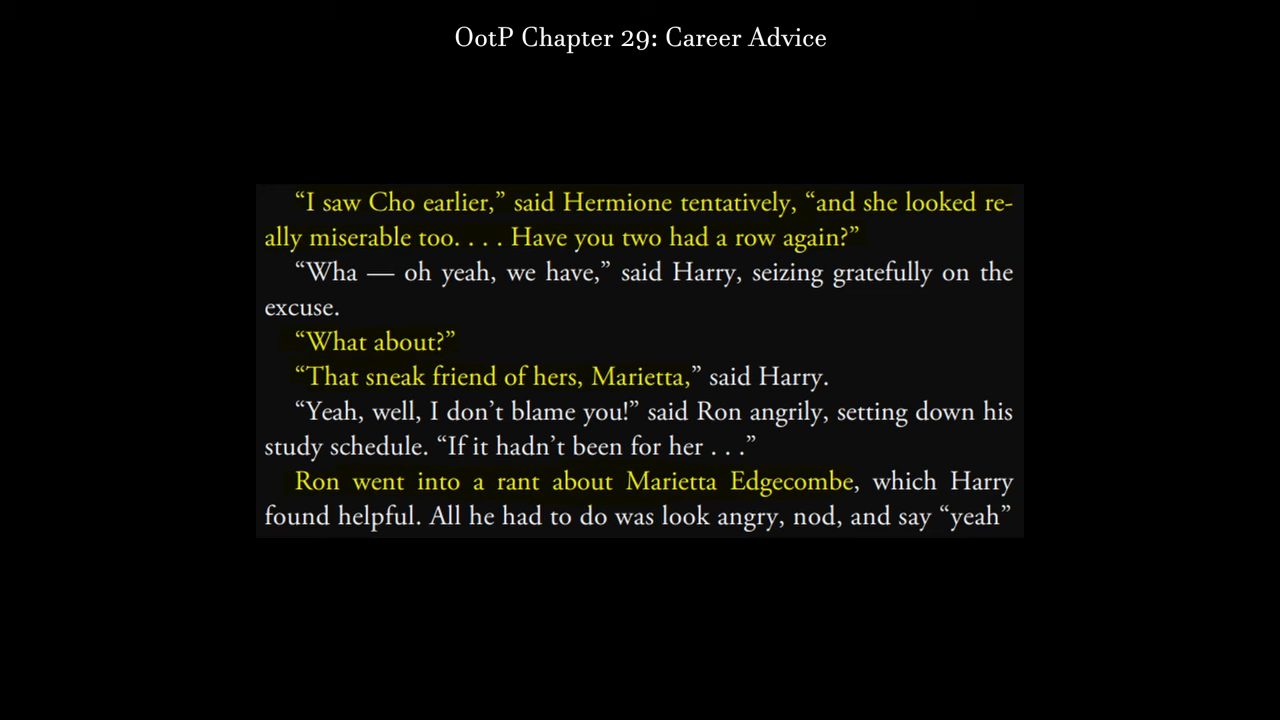 OotP Chapter 29: Career Advice
“I saw Cho earlier,” said Hermione tentatively, “and she looked re-
ally miserable too. . . . Have you two had a row again?”
“Wha — oh yeah, we have,” said Harry, seizing gratefully on the
excuse.
“What about?”
“That sneak friend of hers, Marietta,” said Harry.
“Yeah, well, I don’t blame you!” said Ron angrily, setting down his
study schedule. “If it hadn’t been for her . . .”
Ron went into a rant about Marietta Edgecombe, which Harry
found helpful. All he had to do was look angry, nod, and say “yeah”